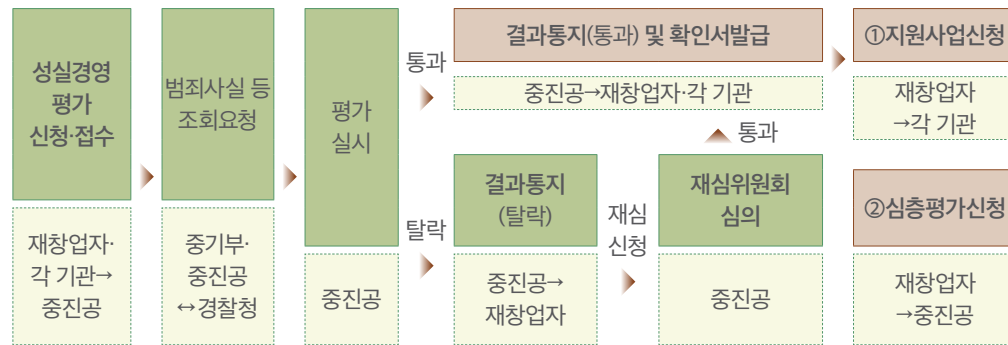 성실경영
평가
신청·접수
재창업자·
각 기관→
중진공
범죄사실 등
조회요청
중기부·
중진공
↔경찰청
평가
실시
중진공
통과
결과통지(통과) 및 확인서발급
중진공→재창업자·각 기관
탈락
결과통지
(탈락)
중진공→
재창업자
재심
신청
재심위원회
심의
중진공
통과
①지원사업신청
재창업자
→각 기관
②심층평가신청
재창업자
→중진공